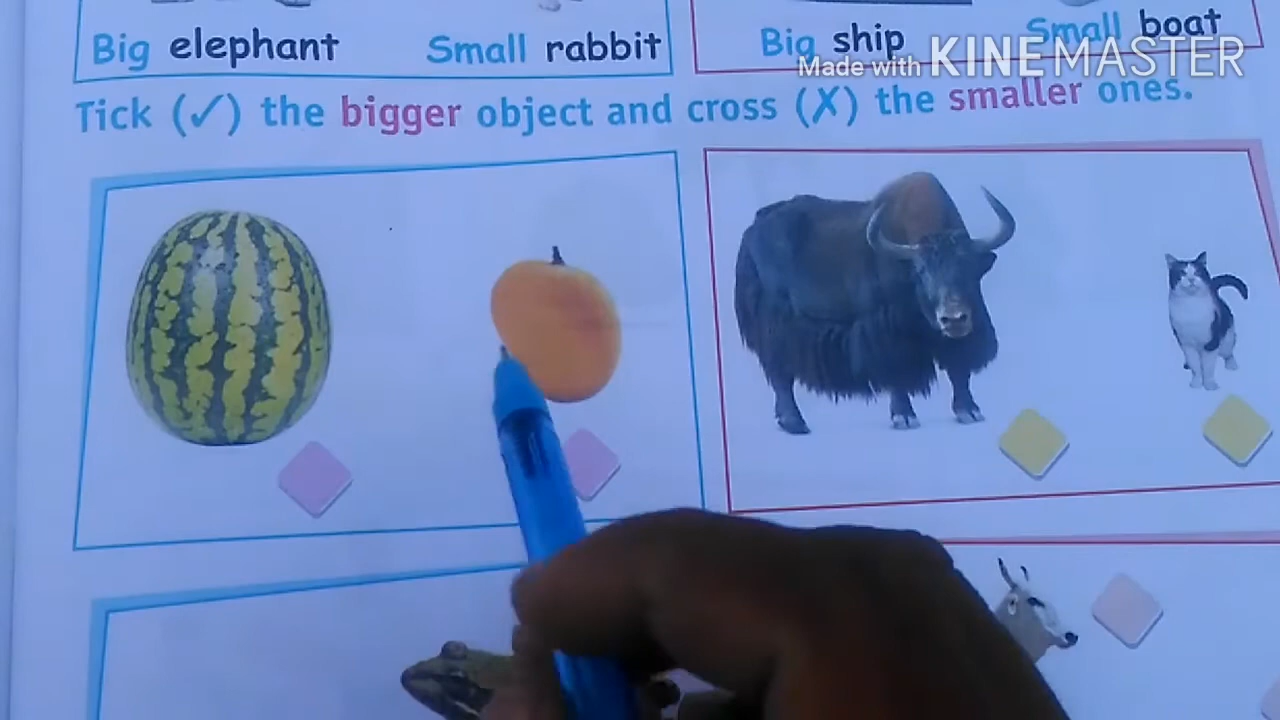 Big elephant
Small rabbit
Big ship
Small boat
Made with KINEMASTER
Tick (✓) the bigger object and cross (✗) the smaller ones.